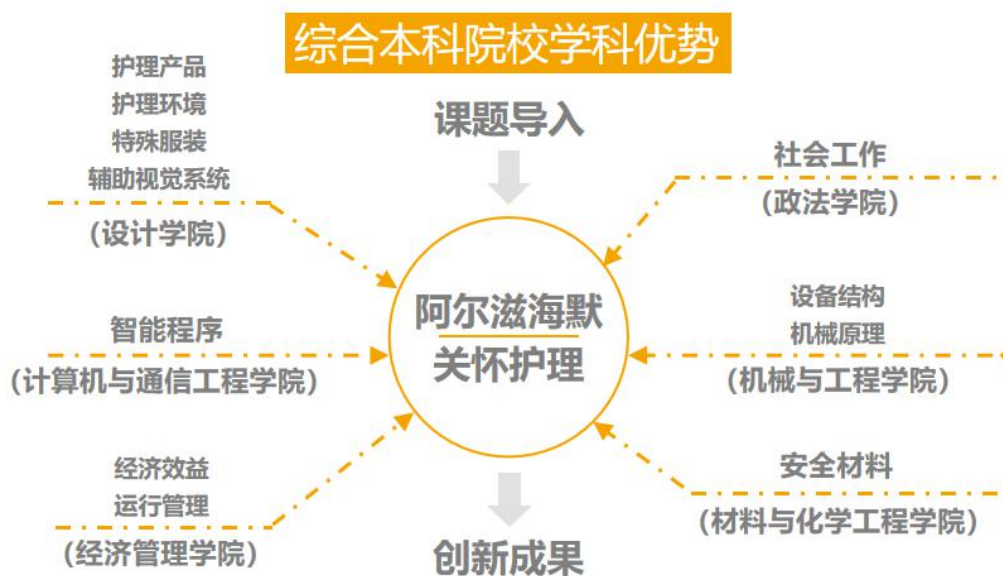 综合本科院校学科优势
课题导入
护理产品
护理环境
特殊服装
辅助视觉系统
(设计学院)
智能程序
(计算机与通信工程学院)
经济效益
运行管理
(经济管理学院)
阿尔滋海默
关怀护理
社会工作
(政法学院)
设备结构
机械原理
(机械与工程学院)
安全材料
(材料与化学工程学院)
创新成果